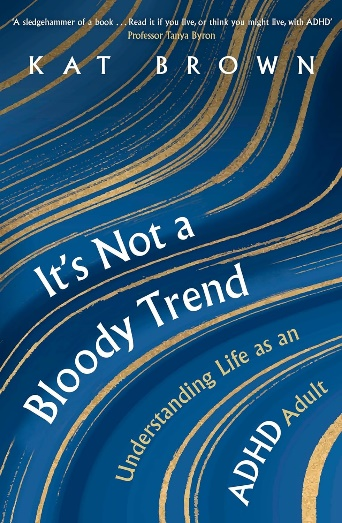 ‘A sledgehammer of a book . . . Read it if you live, or think you might live, with ADHD’
Professor Tanya Byron
KAT BROWN
It’s Not a
Bloody Trend
Understanding Life as an
ADHD Adult